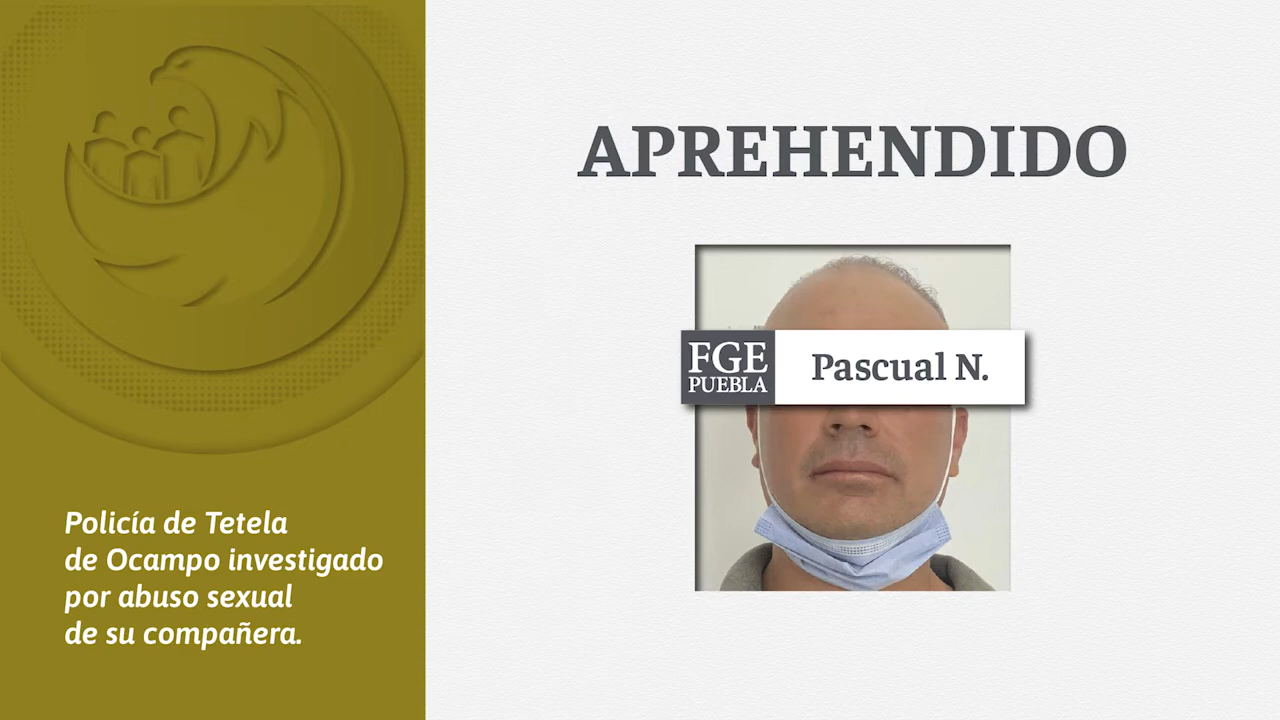 APREHENDIDO
FGE
PUEBLA
Pascual N.
Policía de Tetela
de Ocampo investigado
por abuso sexual
de su compañera.